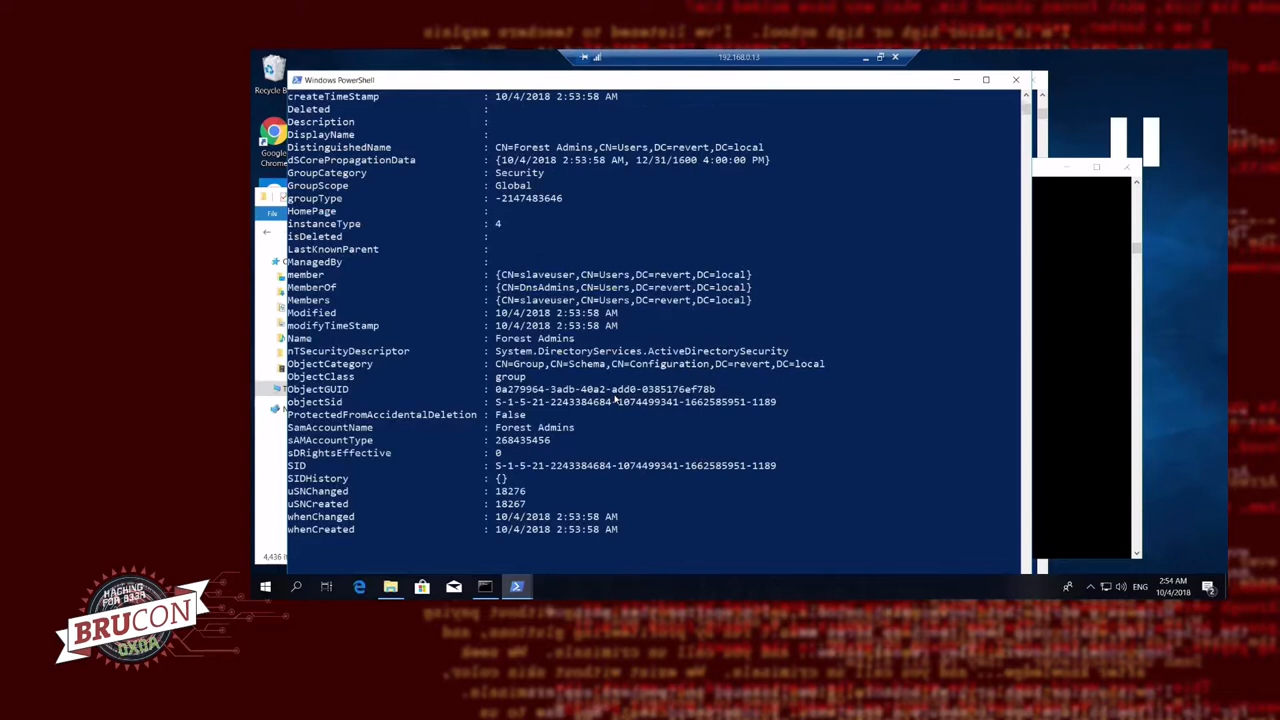 192.168.0.13
Recycle B
Windows PowerShell
createTimeStamp : 10/4/2018 2:53:58 AM
Deleted :
Description :
DisplayName :
DistinguishedName : CN=Forest Admins,CN=Users,DC=revert,DC=local
dSCorePropagationData : {10/4/2018 2:53:58 AM, 12/31/1600 4:00:00 PM}
GroupCategory : Security
GroupScope : Global
groupType : -2147483646
HomePage :
instanceType : 4
isDeleted :
LastKnownParent :
ManagedBy :
member : {CN=slaveuser,CN=Users,DC=revert,DC=local}
MemberOf : {CN=DnsAdmins,CN=Users,DC=revert,DC=local}
Members : {CN=slaveuser,CN=Users,DC=revert,DC=local}
Modified : 10/4/2018 2:53:58 AM
modifyTimeStamp : 10/4/2018 2:53:58 AM
Name : Forest Admins
nTSecurityDescriptor : System.DirectoryServices.ActiveDirectorySecurity
ObjectCategory : CN=Group,CN=Schema,CN=Configuration,DC=revert,DC=local
ObjectClass : group
ObjectGUID : 0a279964-3adb-40a2-add0-0385176ef78b
objectSid : S-1-5-21-2243384684-1074499341-1662585951-1189
ProtectedFromAccidentalDeletion : False
SamAccountName : Forest Admins
sAMAccountType : 268435456
sDRightsEffective : 0
SID : S-1-5-21-2243384684-1074499341-1662585951-1189
SIDHistory : {}
uSNChanged : 18276
uSNCreated : 18267
whenChanged : 10/4/2018 2:53:58 AM
whenCreated : 10/4/2018 2:53:58 AM
Google
Chrome
File
4,436 i
ENG
2:54 AM
10/4/2018
2
HACKING
FOR B33R
BRUCON
0X0A